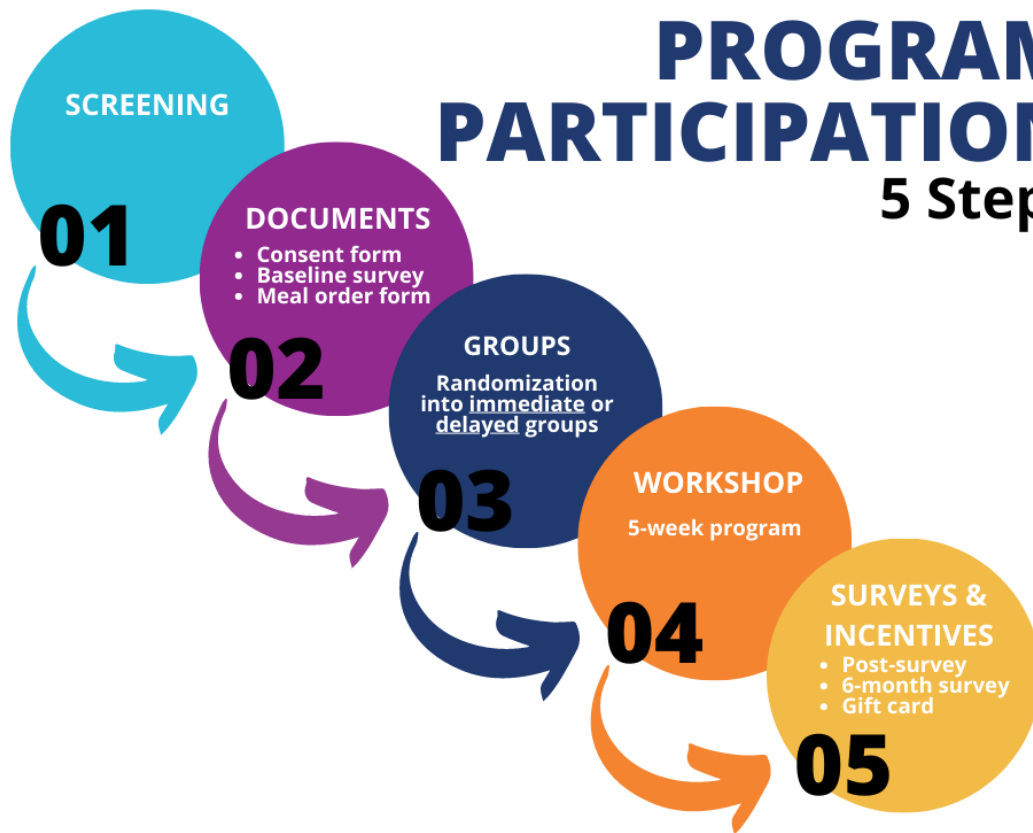 PROGRAM
PARTICIPATION
5 Step
SCREENING
01
DOCUMENTS
• Consent form
• Baseline survey
• Meal order form
02
GROUPS
Randomization
into immediate or
delayed groups
03
WORKSHOP
5-week program
04
SURVEYS &
INCENTIVES
• Post-survey
• 6-month survey
• Gift card
05